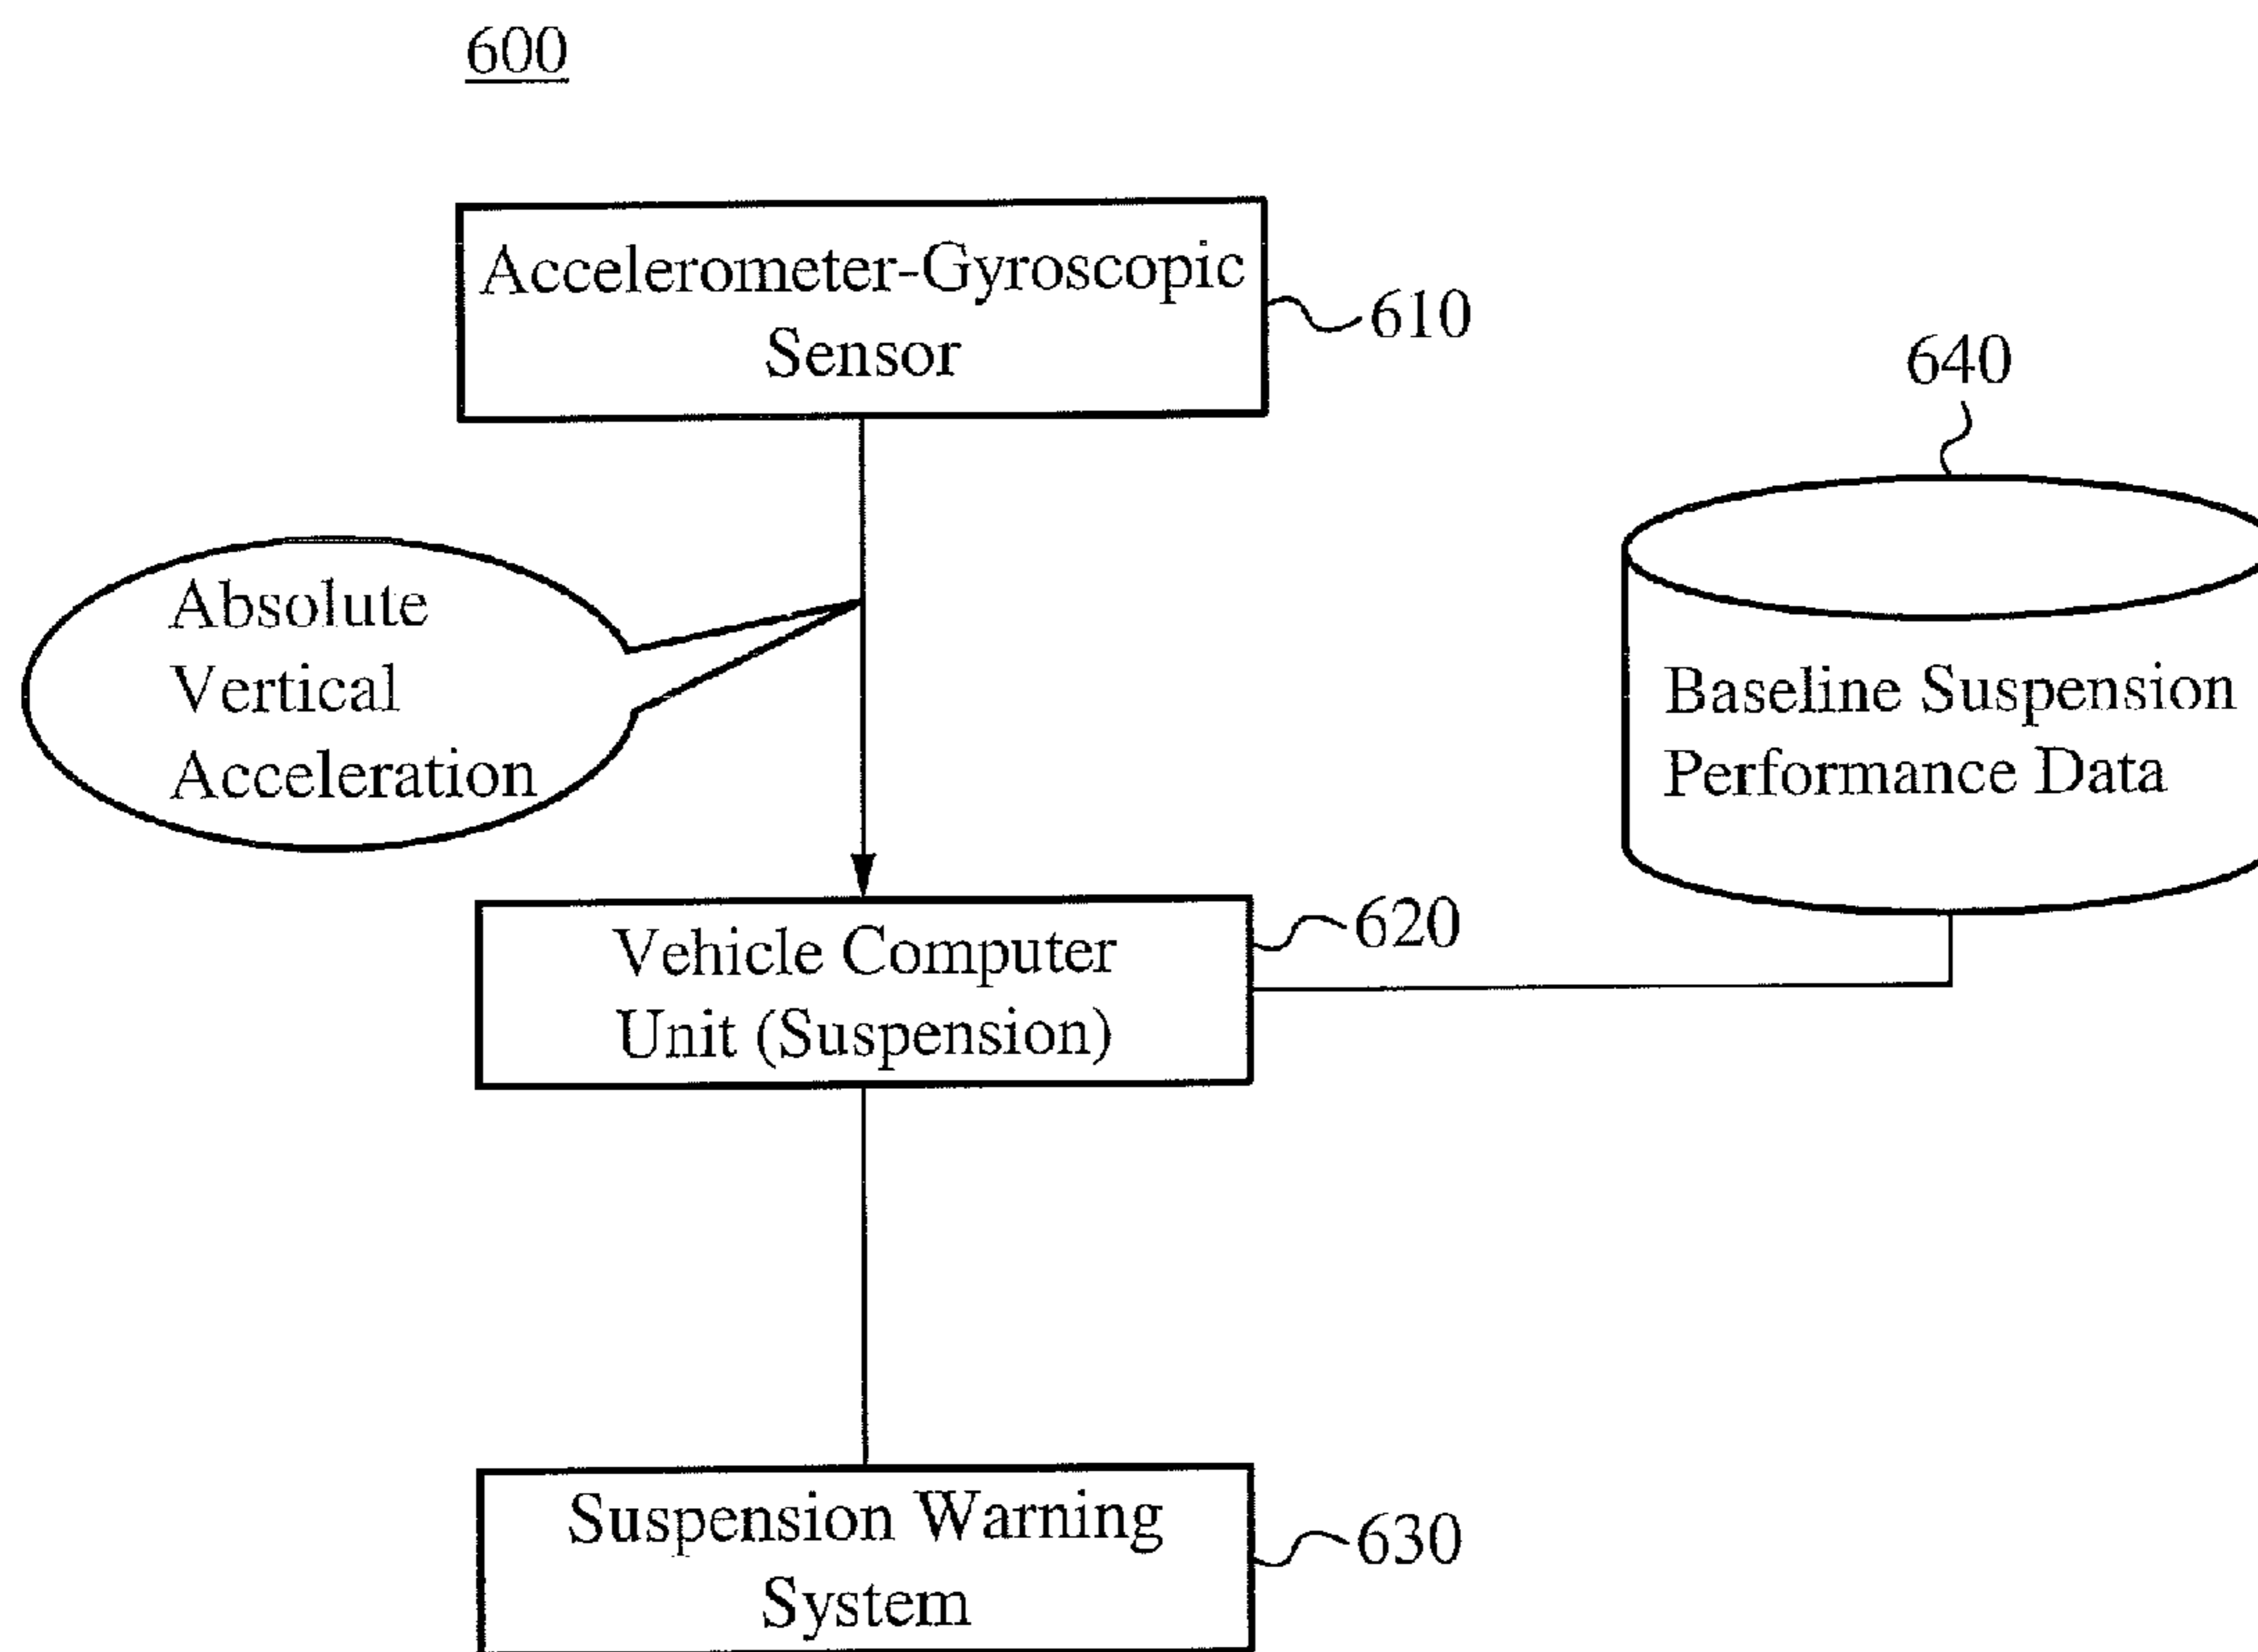 600
Accelerometer-Gyroscopic
Sensor
610
640
Absolute
Vertical
Acceleration
Baseline Suspension
Performance Data
Vehicle Computer
Unit (Suspension)
620
Suspension Warning
System
630